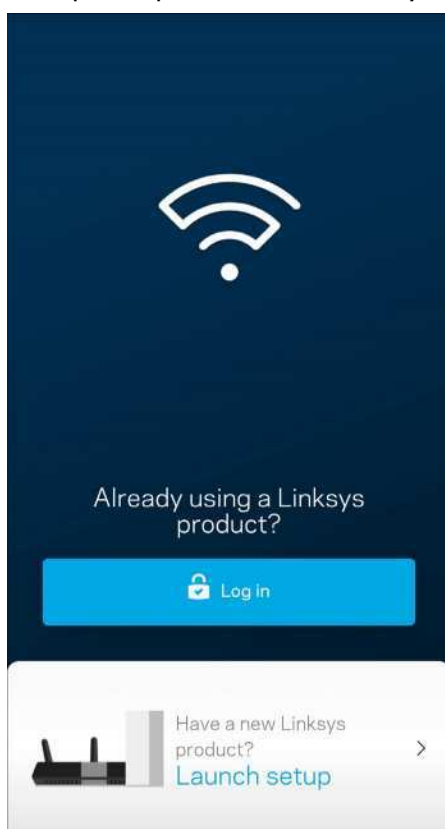 Already using a Linksys
product?
Log in
Have a new Linksys
product?
Launch setup